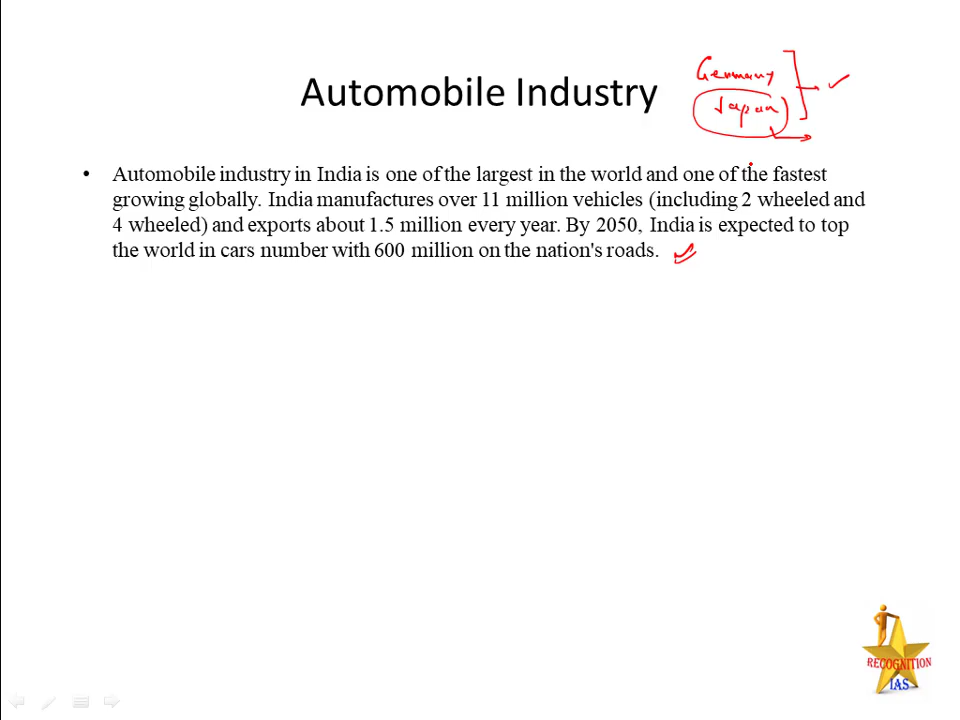 Automobile Industry
Germany
Japan
• Automobile industry in India is one of the largest in the world and one of the fastest
growing globally. India manufactures over 11 million vehicles (including 2 wheeled and
4 wheeled) and exports about 1.5 million every year. By 2050, India is expected to top
the world in cars number with 600 million on the nation's roads.
RECOGNITION
IAS